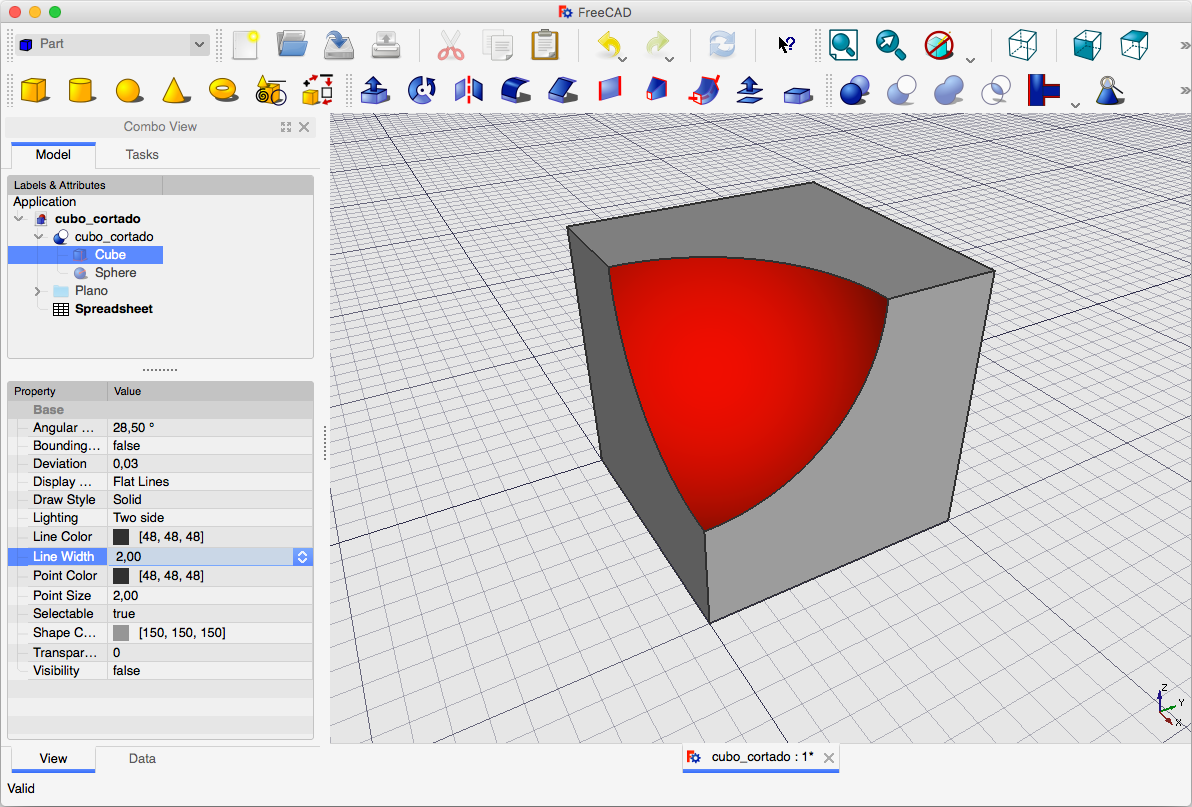 FreeCAD
Part
Combo View
Model Tasks
Labels & Attributes
Application
cubo_cortado
cubo_cortado
Cube
Sphere
Plano
Spreadsheet
Property Value
Base
Angular ... 28,50 °
Bounding... false
Deviation 0,03
Display ... Flat Lines
Draw Style Solid
Lighting Two side
Line Color [48, 48, 48]
Line Width 2,00
Point Color [48, 48, 48]
Point Size 2,00
Selectable true
Shape C... [150, 150, 150]
Transpar... 0
Visibility false
Z
Y
X
View Data
cubo_cortado : 1*
Valid